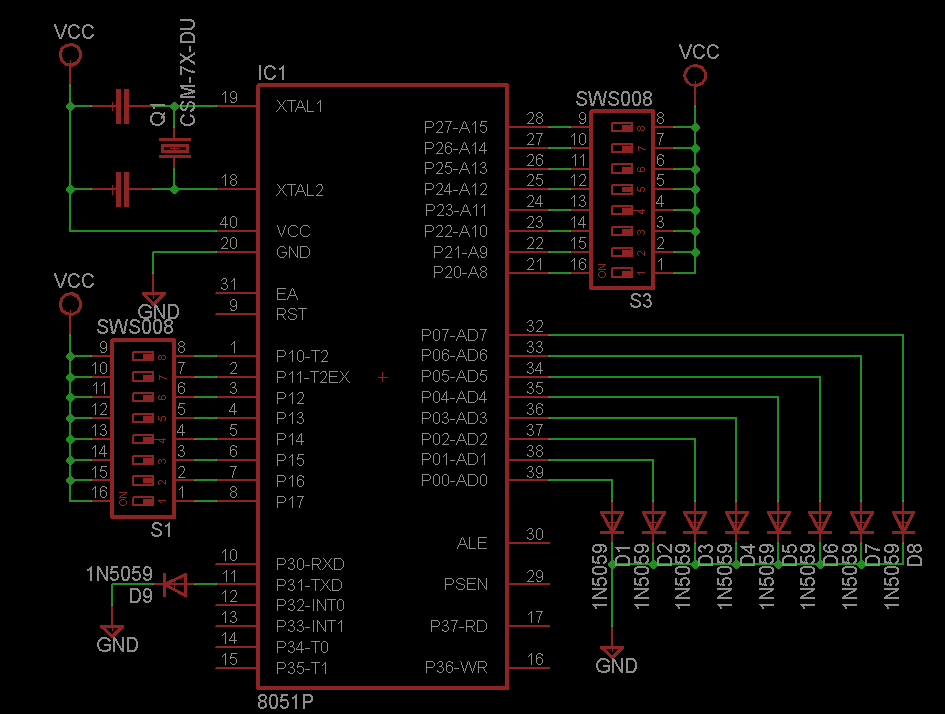 VCC
IC1
Q1
CSM-7X-DU
19 XTAL1
18 XTAL2
40 VCC
20 GND
GND
31 EA
9 RST
VCC
SWS008
9 8 8 1 P10-T2
10 7 7 2 P11-T2EX
11 6 6 3 P12
12 5 5 4 P13
13 4 4 5 P14
14 3 3 6 P15
15 2 2 7 P16
16 ON 1 1 8 P17
S1
10 P30-RXD
11 P31-TXD
12 P32-INT0
13 P33-INT1
14 P34-T0
15 P35-T1
1N5059
D9
GND
8051P
VCC
SWS008
P27-A15 28 9 8 8
P26-A14 27 10 7 7
P25-A13 26 11 6 6
P24-A12 25 12 5 5
P23-A11 24 13 4 4
P22-A10 23 14 3 3
P21-A9 22 15 2 2
P20-A8 21 16 ON 1 1
S3
P07-AD7 32
P06-AD6 33
P05-AD5 34
P04-AD4 35
P03-AD3 36
P02-AD2 37
P01-AD1 38
P00-AD0 39
ALE 30
PSEN 29
P37-RD 17
P36-WR 16
1N5059 D1
1N5059 D2
1N5059 D3
1N5059 D4
1N5059 D5
1N5059 D6
1N5059 D7
1N5059 D8
GND